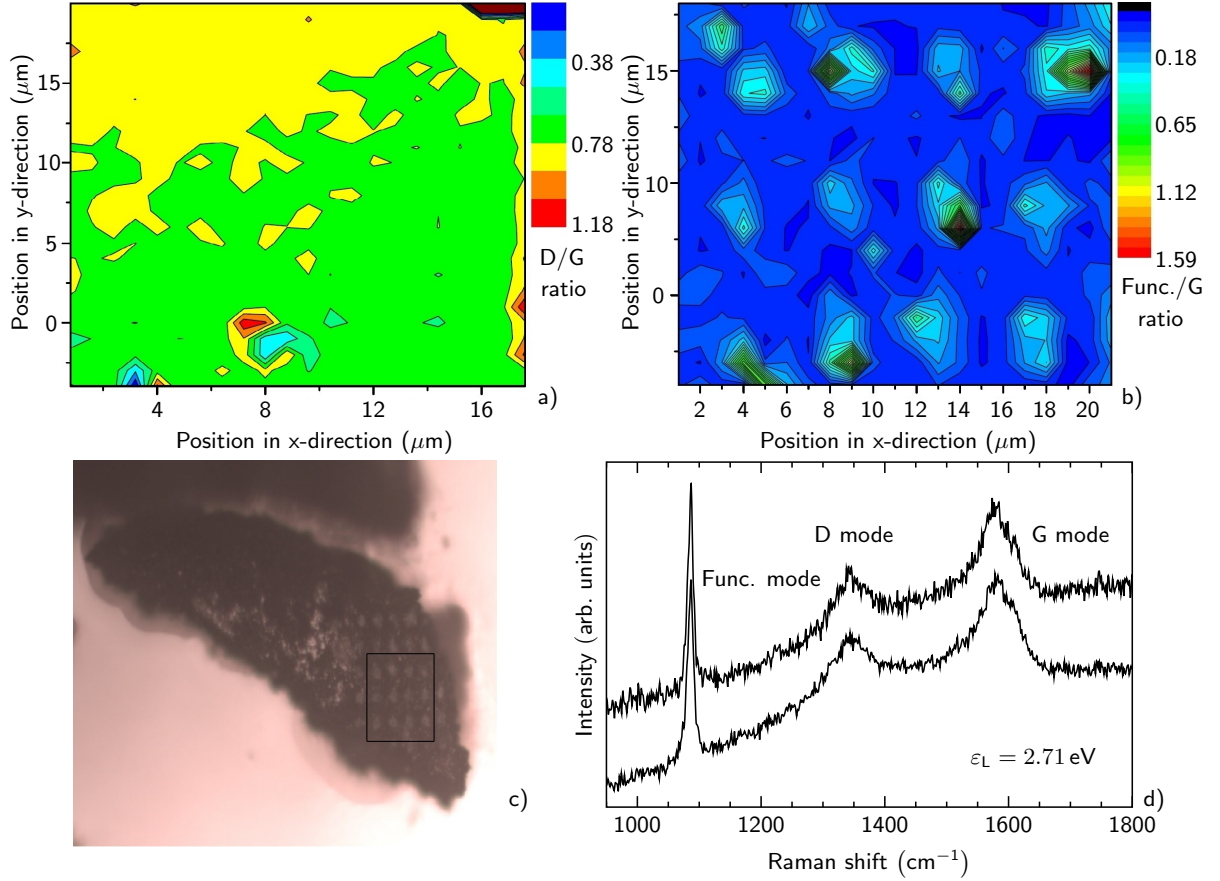 15
10
5
0
4
8
12
16
Position in y-direction (μm)
Position in x-direction (μm)
0.38
0.78
1.18
D/G
ratio
a)
15
10
0
2
4
6
8
10
12
14
16
18
20
Position in y-direction (μm)
Position in x-direction (μm)
0.18
0.65
1.12
1.59
Func./G
ratio
b)
c)
Intensity (arb. units)
D mode
G mode
Func. mode
εL = 2.71 eV
d)
1000
1200
1400
1600
1800
Raman shift (cm⁻¹)